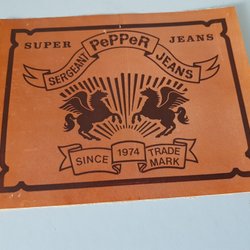 SUPER PePPeR JEANS
SERGEANT JEANS
SINCE 1974 TRADE MARK